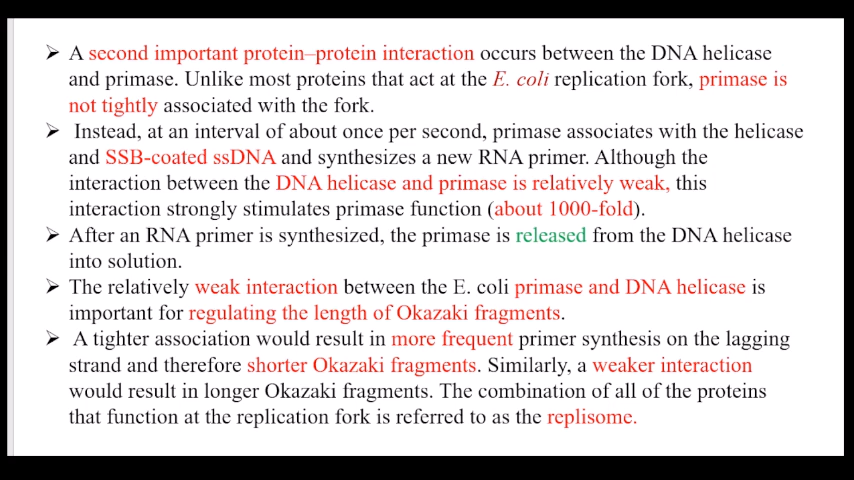 ➢ A second important protein–protein interaction occurs between the DNA helicase
and primase. Unlike most proteins that act at the E. coli replication fork, primase is
not tightly associated with the fork.
➢ Instead, at an interval of about once per second, primase associates with the helicase
and SSB-coated ssDNA and synthesizes a new RNA primer. Although the
interaction between the DNA helicase and primase is relatively weak, this
interaction strongly stimulates primase function (about 1000-fold).
➢ After an RNA primer is synthesized, the primase is released from the DNA helicase
into solution.
➢ The relatively weak interaction between the E. coli primase and DNA helicase is
important for regulating the length of Okazaki fragments.
➢ A tighter association would result in more frequent primer synthesis on the lagging
strand and therefore shorter Okazaki fragments. Similarly, a weaker interaction
would result in longer Okazaki fragments. The combination of all of the proteins
that function at the replication fork is referred to as the replisome.